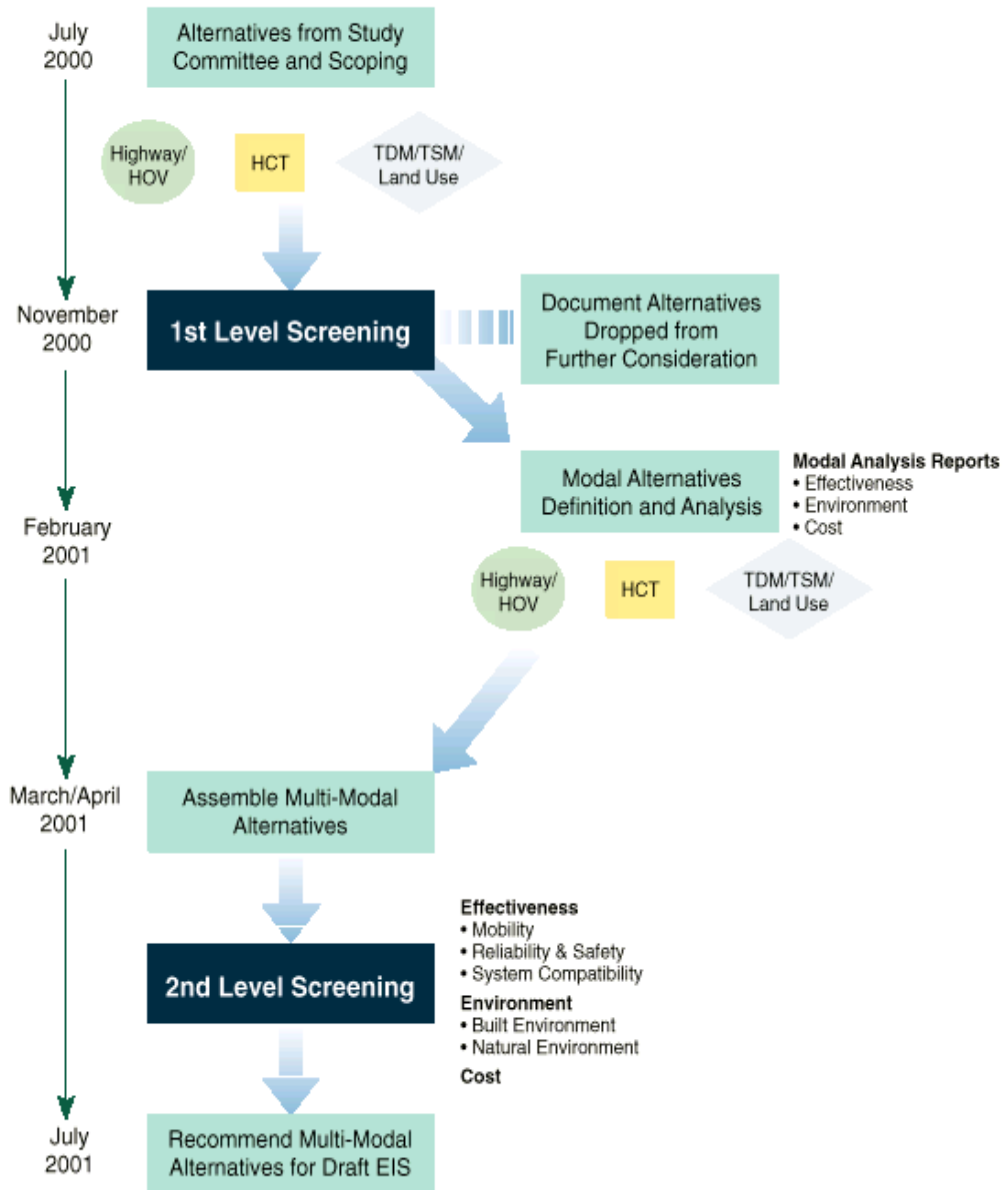 July
2000
Alternatives from Study
Committee and Scoping
Highway/
HOV
HCT
TDM/TSM/
Land Use
November
2000
1st Level Screening
Document Alternatives
Dropped from
Further Consideration
February
2001
Modal Alternatives
Definition and Analysis
Modal Analysis Reports
• Effectiveness
• Environment
• Cost
Highway/
HOV
HCT
TDM/TSM/
Land Use
March/April
2001
Assemble Multi-Modal
Alternatives
2nd Level Screening
Effectiveness
• Mobility
• Reliability & Safety
• System Compatibility
Environment
• Built Environment
• Natural Environment
Cost
July
2001
Recommend Multi-Modal
Alternatives for Draft EIS